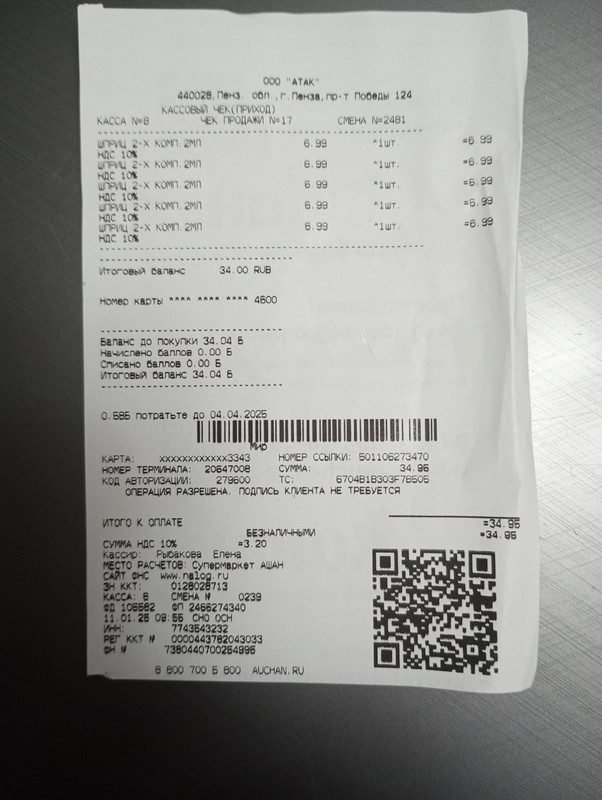 ООО "АТАК"
440028,Пенз. обл.,г.Пенза,пр-т Победы 124
КАССОВЫЙ ЧЕК(ПРИХОД)
КАССА №8 ЧЕК ПРОДАЖИ №17 СМЕНА №2481
ШПРИЦ 2-Х КОМП.2МЛ 6.99 *1шт. =6.99
НДС 10%
ШПРИЦ 2-Х КОМП.2МЛ 6.99 *1шт. =6.99
НДС 10%
ШПРИЦ 2-Х КОМП.2МЛ 6.99 *1шт. =6.99
НДС 10%
ШПРИЦ 2-Х КОМП.2МЛ 6.99 *1шт. =6.99
НДС 10%
ШПРИЦ 2-Х КОМП.2МЛ 6.99 *1шт. =6.99
НДС 10%
Итоговый баланс 34.00 RUB
Номер карты **** **** **** 4600
Баланс до покупки 34.04 Б
Начислено баллов 0.00 Б
Списано баллов 0.00 Б
Итоговый баланс 34.04 Б
0.58Б потратьте до 04.04.2025
Мир
КАРТА: XXXXXXXXXXXX3343 НОМЕР ССЫЛКИ: 501106273470
НОМЕР ТЕРМИНАЛА: 20647008 СУММА: 34.95
КОД АВТОРИЗАЦИИ: 279600 ТС: 6704B1B303F7B505
ОПЕРАЦИЯ РАЗРЕШЕНА. ПОДПИСЬ КЛИЕНТА НЕ ТРЕБУЕТСЯ
ИТОГО К ОПЛАТЕ =34.95
БЕЗНАЛИЧНЫМИ =34.95
СУММА НДС 10% =3.20
Кассир: Рыбакова Елена
МЕСТО РАСЧЕТОВ: Супермаркет АШАН
САЙТ ФНС www.nalog.ru
ЗН ККТ: 0128028713
КАССА: 8 СМЕНА № 0239
ФД 105582 ФП 2466274340
11.01.25 08:56 СНО ОСН
ИНН: 7743543232
РЕГ ККТ № 0000443782043033
ФН № 7380440700254995
8 800 700 5 800 AUCHAN.RU